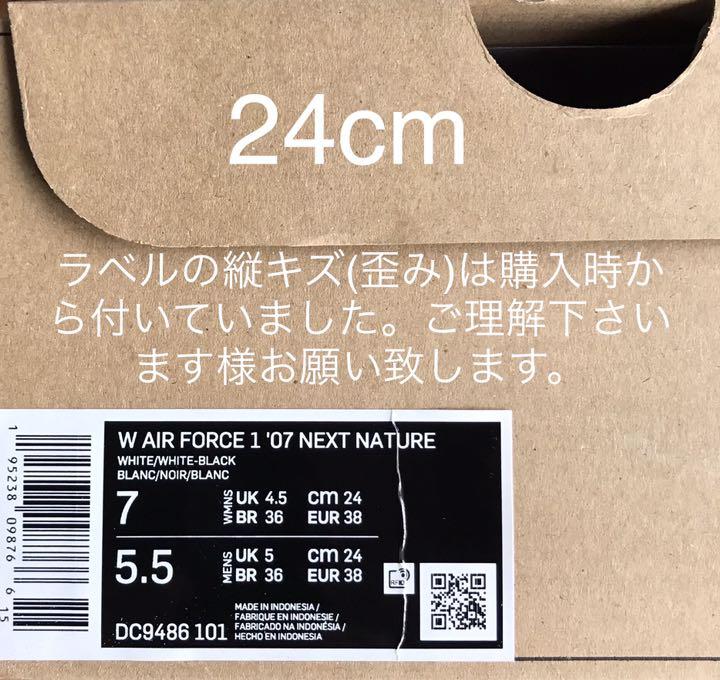 24cm
ラベルの縦キズ(歪み)は購入時か
ら付いていました。ご理解下さい
ます様お願い致します。
W AIR FORCE 1 '07 NEXT NATURE
WHITE/WHITE-BLACK
BLANC/NOIR/BLANC
7 WMNS UK 4.5 cm 24
BR 36 EUR 38
5.5 MENS UK 5 cm 24
BR 36 EUR 38
RFID
MADE IN INDONESIA /
FABRIQUE EN INDONESIE /
FABRICADO NA INDONÉSIA /
HECHO EN INDONESIA
DC9486 101
1 95238 09876 6 15